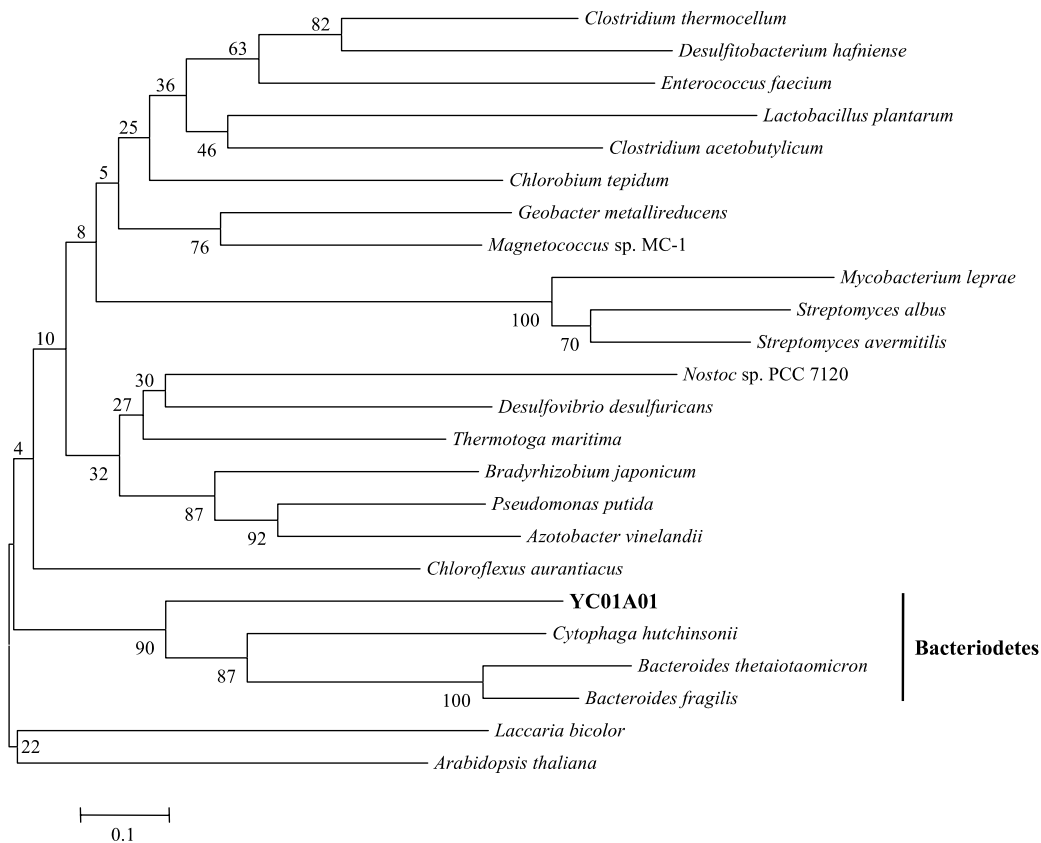 82
Clostridium thermocellum
63
Desulfitobacterium hafniense
36
Enterococcus faecium
25
Lactobacillus plantarum
46
Clostridium acetobutylicum
5
Chlorobium tepidum
Geobacter metallireducens
8
76
Magnetococcus sp. MC-1
Mycobacterium leprae
100
Streptomyces albus
10
70
Streptomyces avermitilis
30
Nostoc sp. PCC 7120
27
Desulfovibrio desulfuricans
4
Thermotoga maritima
32
Bradyrhizobium japonicum
87
Pseudomonas putida
92
Azotobacter vinelandii
Chloroflexus aurantiacus
YC01A01
90
Cytophaga hutchinsonii
Bacteriodetes
87
Bacteroides thetaiotaomicron
100
Bacteroides fragilis
Laccaria bicolor
22
Arabidopsis thaliana
0.1